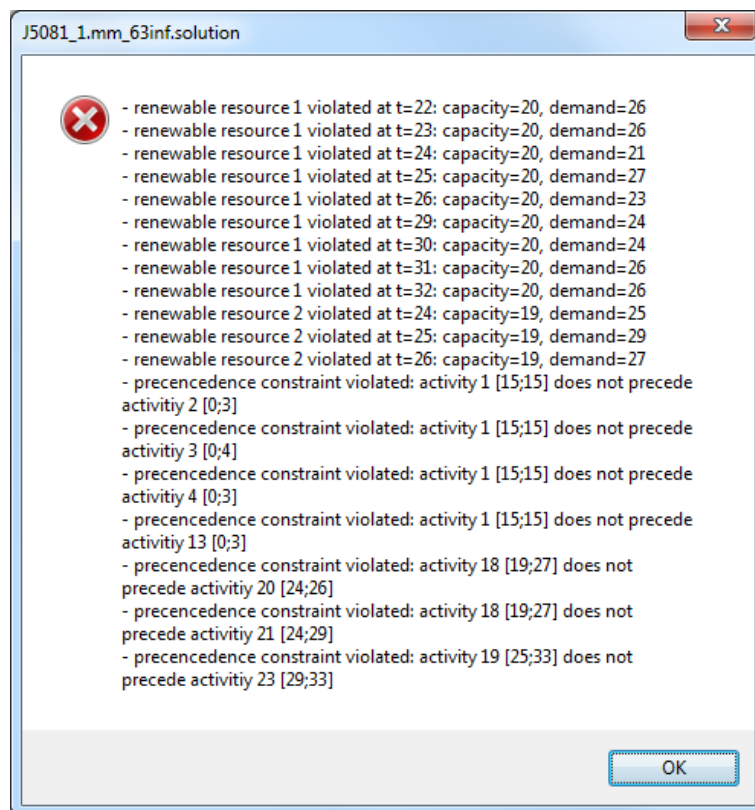 J5081_1.mm_63inf.solution
- renewable resource 1 violated at t=22: capacity=20, demand=26
- renewable resource 1 violated at t=23: capacity=20, demand=26
- renewable resource 1 violated at t=24: capacity=20, demand=21
- renewable resource 1 violated at t=25: capacity=20, demand=27
- renewable resource 1 violated at t=26: capacity=20, demand=23
- renewable resource 1 violated at t=29: capacity=20, demand=24
- renewable resource 1 violated at t=30: capacity=20, demand=24
- renewable resource 1 violated at t=31: capacity=20, demand=26
- renewable resource 1 violated at t=32: capacity=20, demand=26
- renewable resource 2 violated at t=24: capacity=19, demand=25
- renewable resource 2 violated at t=25: capacity=19, demand=29
- renewable resource 2 violated at t=26: capacity=19, demand=27
- precencedence constraint violated: activity 1 [15;15] does not precede
activitiy 2 [0;3]
- precencedence constraint violated: activity 1 [15;15] does not precede
activitiy 3 [0;4]
- precencedence constraint violated: activity 1 [15;15] does not precede
activitiy 4 [0;3]
- precencedence constraint violated: activity 1 [15;15] does not precede
activitiy 13 [0;3]
- precencedence constraint violated: activity 18 [19;27] does not
precede activitiy 20 [24;26]
- precencedence constraint violated: activity 18 [19;27] does not
precede activitiy 21 [24;29]
- precencedence constraint violated: activity 19 [25;33] does not
precede activitiy 23 [29;33]
OK